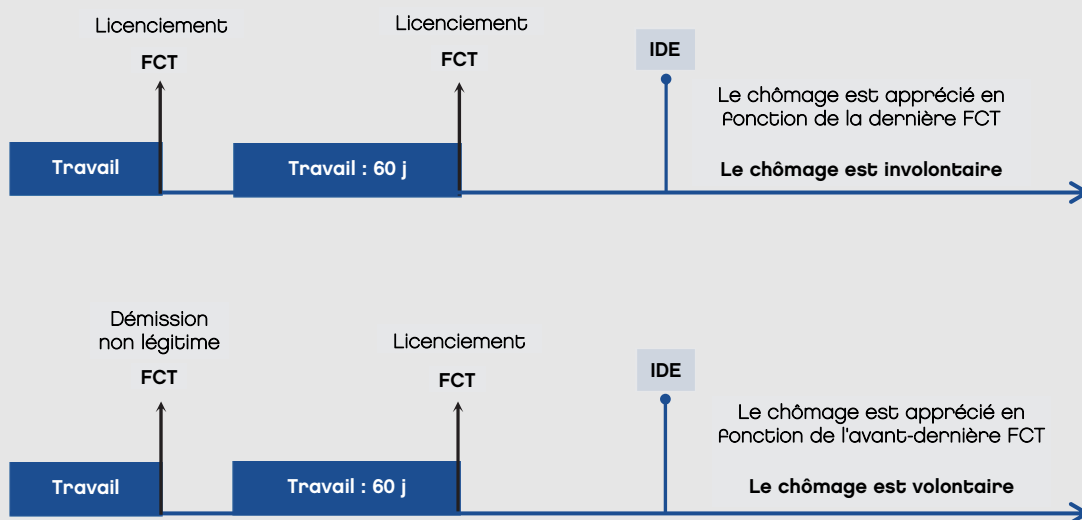 Licenciement
FCT
Licenciement
FCT
IDE
Le chômage est apprécié en
fonction de la dernière FCT
Le chômage est involontaire
Travail
Travail : 60 j
Démission
non légitime
FCT
Licenciement
FCT
IDE
Le chômage est apprécié en
fonction de l'avant-dernière FCT
Le chômage est volontaire
Travail
Travail : 60 j